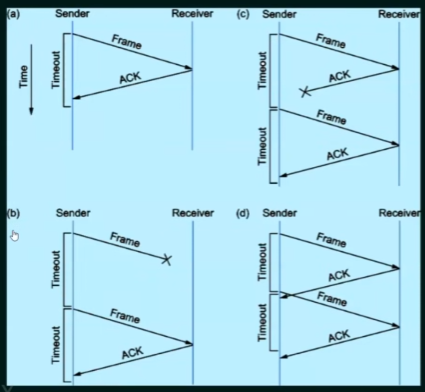 (a)
Sender
Receiver
Time
Timeout
Frame
ACK
(c)
Sender
Receiver
Timeout
Frame
ACK
Timeout
Frame
ACK
(b)
Sender
Receiver
Timeout
Frame
Timeout
Frame
ACK
(d)
Sender
Receiver
Timeout
Frame
ACK
Timeout
Frame
ACK